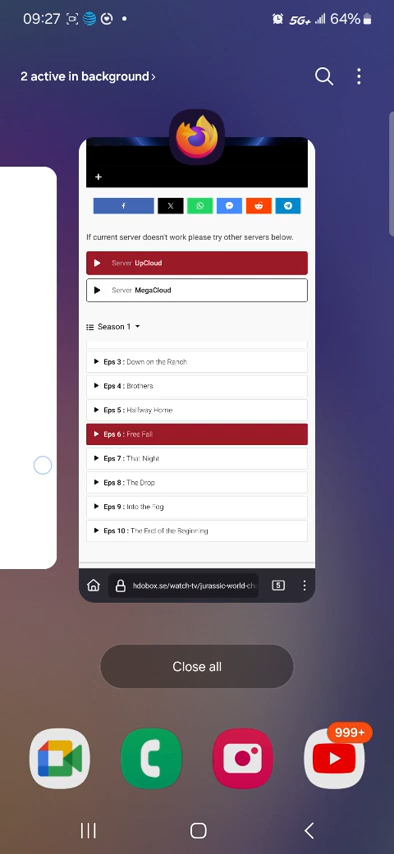 09:27
5G+ 64%
2 active in background >
If current server doesn't work please try other servers below.
Server UpCloud
Server MegaCloud
Season 1
Eps 3 : Down on the Ranch
Eps 4 : Brothers
Eps 5 : Halfway Home
Eps 6 : Free Fall
Eps 7 : That Night
Eps 8 : The Drop
Eps 9 : Into the Fog
Eps 10 : The End of the Beginning
hdobox.se/watch-tv/jurassic-world-ch
5
Close all
999+